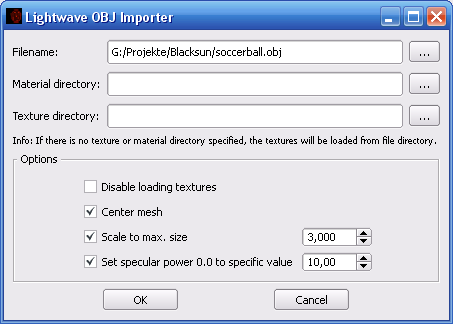 Lightwave OBJ Importer
Filename: G:/Projekte/Blacksun/soccerball.obj ...
Material directory: ...
Texture directory: ...
Info: If there is no texture or material directory specified, the textures will be loaded from file directory.
Options
Disable loading textures
Center mesh
Scale to max. size 3,000
Set specular power 0.0 to specific value 10,00
OK Cancel